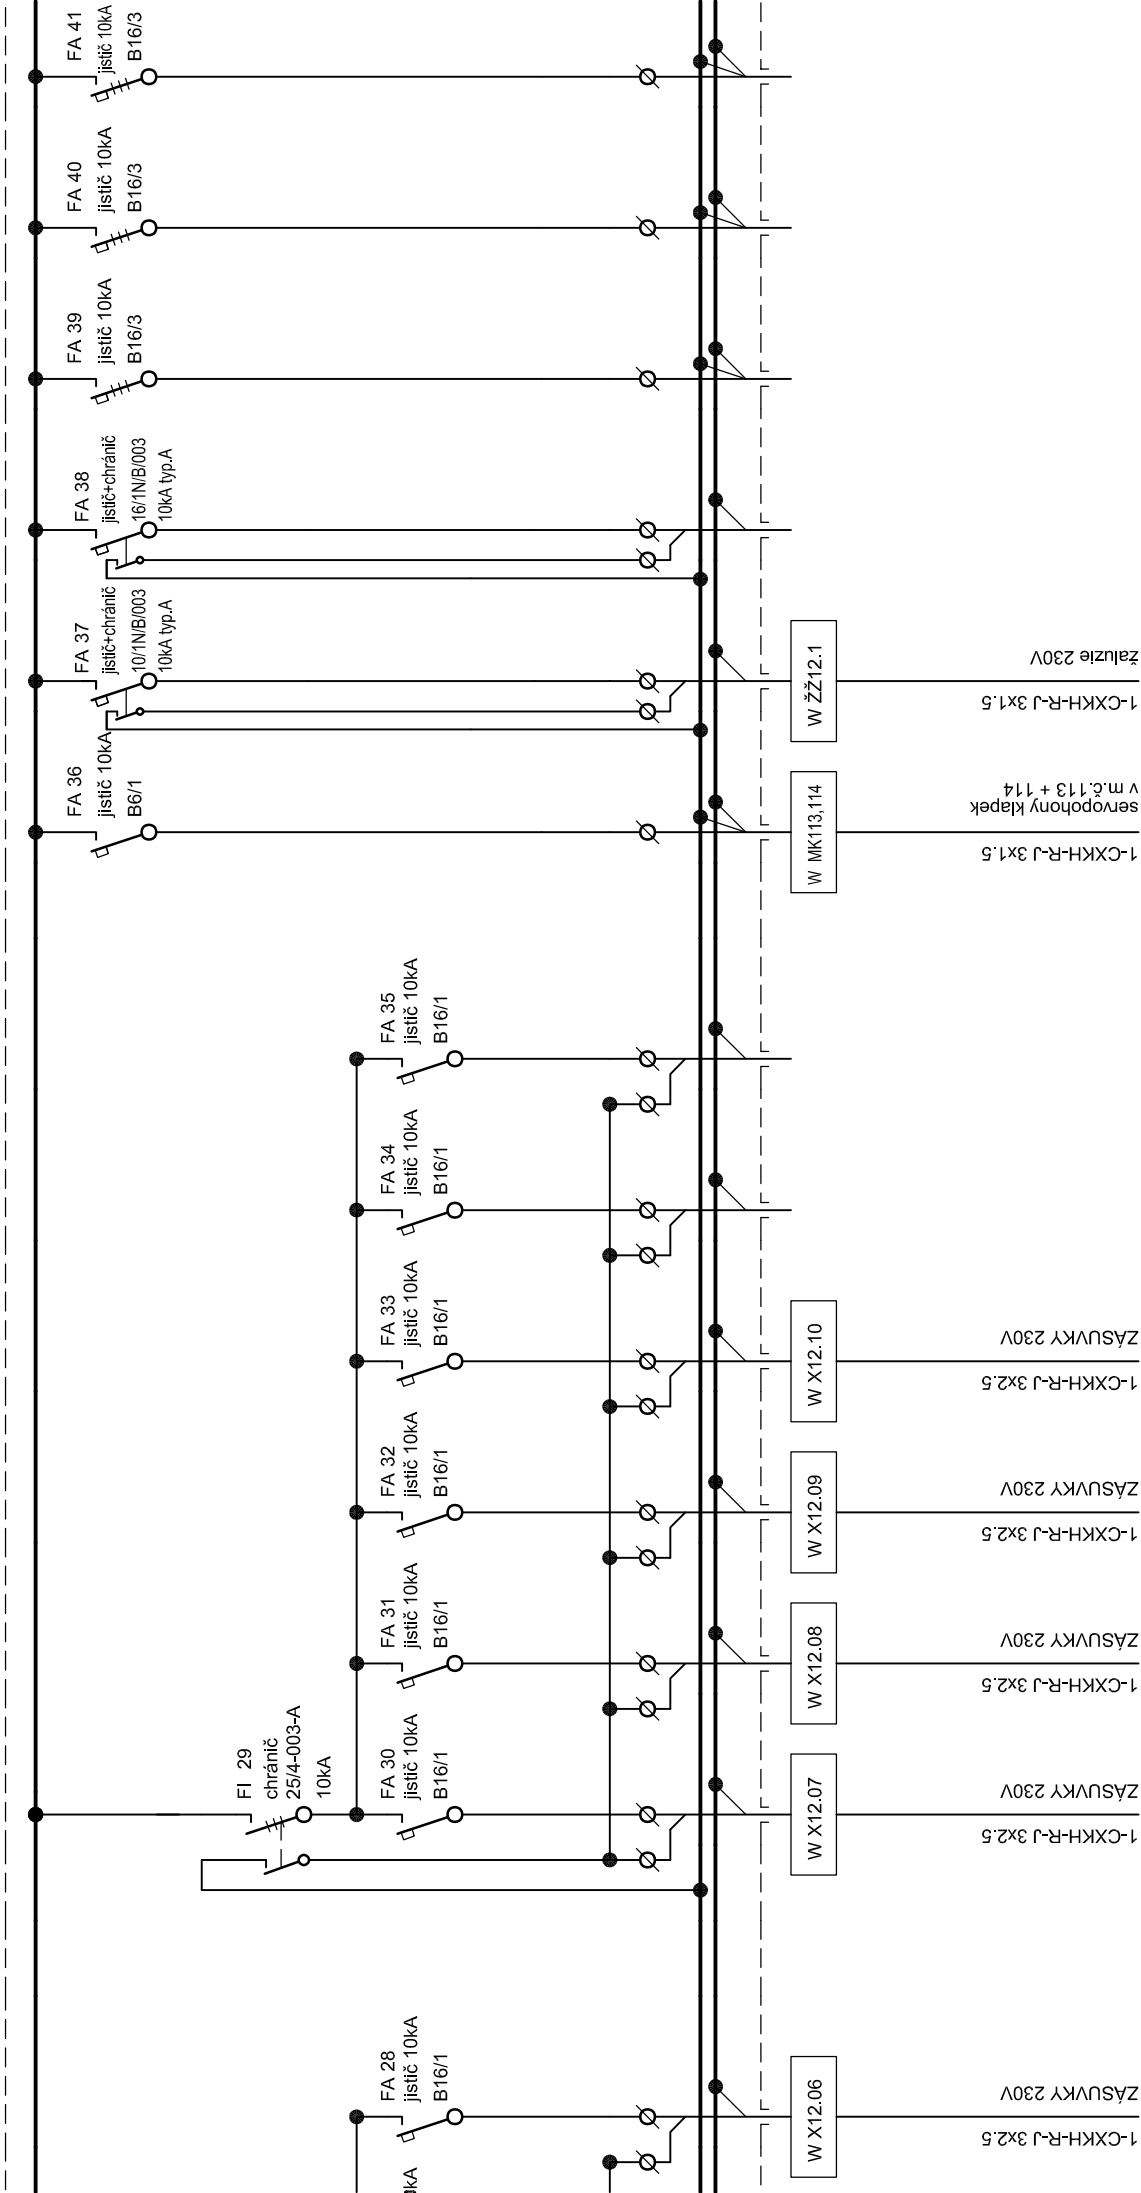 FA 41
jistič 10kA
B16/3
FA 40
jistič 10kA
B16/3
FA 39
jistič 10kA
B16/3
FA 38
jistič+chránič
16/1N/B/003
10kA typ.A
FA 37
jistič+chránič
10/1N/B/003
10kA typ.A
W ŽŽ12.1
žaluzie 230V
1-CXKH-R-J 3x1.5
FA 36
jistič 10kA
B6/1
W MK113,114
servopohony klapek
v m.č.113 + 114
1-CXKH-R-J 3x1.5
FA 35
jistič 10kA
B16/1
FA 34
jistič 10kA
B16/1
FA 33
jistič 10kA
B16/1
W X12.10
ZÁSUVKY 230V
1-CXKH-R-J 3x2.5
FA 32
jistič 10kA
B16/1
W X12.09
ZÁSUVKY 230V
1-CXKH-R-J 3x2.5
FA 31
jistič 10kA
B16/1
W X12.08
ZÁSUVKY 230V
1-CXKH-R-J 3x2.5
FI 29
chránič
25/4-003-A
10kA
FA 30
jistič 10kA
B16/1
W X12.07
ZÁSUVKY 230V
1-CXKH-R-J 3x2.5
FA 28
jistič 10kA
B16/1
W X12.06
ZÁSUVKY 230V
1-CXKH-R-J 3x2.5